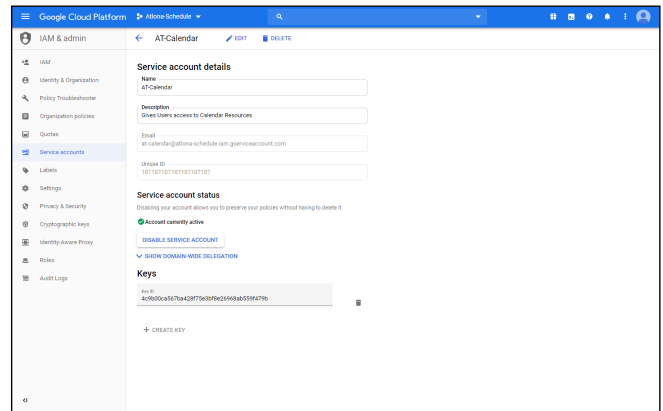 Google Cloud Platform
Atlona-Schedule
IAM & admin
AT-Calendar
EDIT
DELETE
IAM
Identity & Organization
Policy Troubleshooter
Organization policies
Quotas
Service accounts
Labels
Settings
Privacy & Security
Cryptographic keys
Identity-Aware Proxy
Roles
Audit Logs
Service account details
Name
AT-Calendar
Description
Gives Users access to Calendar Resources
Email
at-calendar@atlona-schedule.iam.gserviceaccount.com
Unique ID
107107107107107107107
Service account status
Disabling your account allows you to preserve your policies without having to delete it.
Account currently active
DISABLE SERVICE ACCOUNT
SHOW DOMAIN-WIDE DELEGATION
Keys
Key ID
4c9b00ca567ba428f75e3bf8e26968ab559f479b
+ CREATE KEY